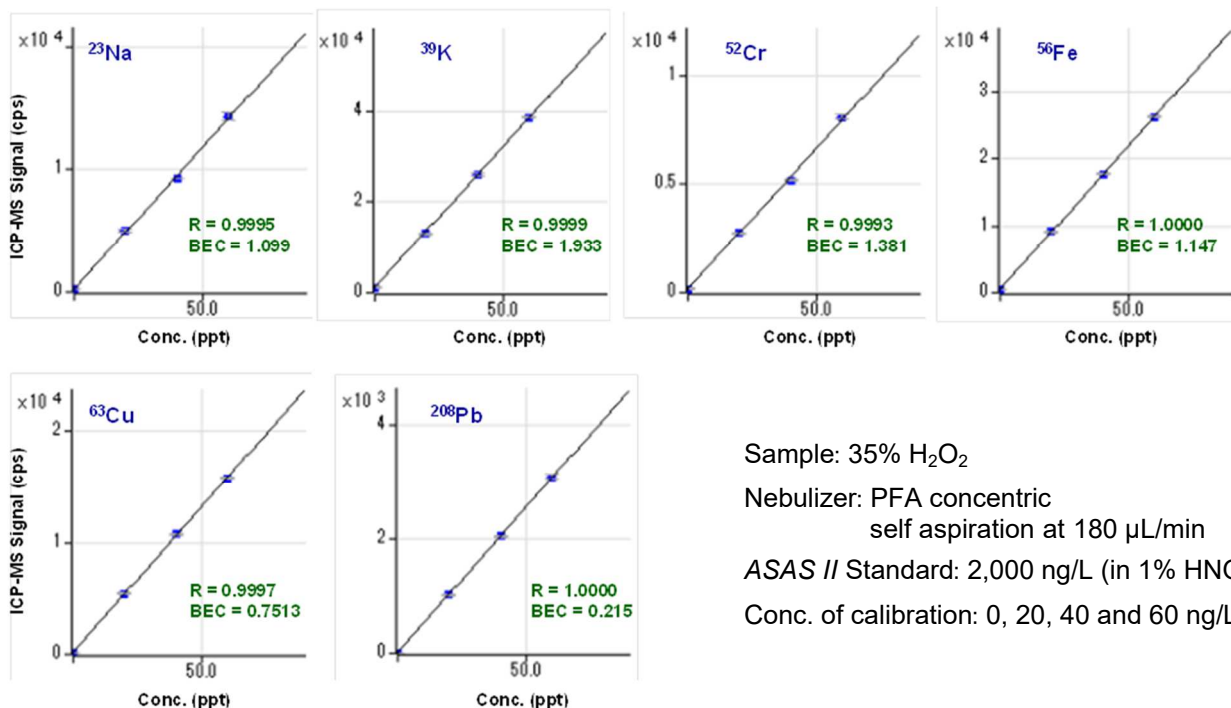 ×10 ⁴
²³Na
1
0
R = 0.9995
BEC = 1.099
50.0
Conc. (ppt)
ICP-MS Signal (cps)
×10 ⁴
³⁹K
4
2
0
R = 0.9999
BEC = 1.933
50.0
Conc. (ppt)
×10 ⁴
⁵²Cr
1
0.5
0
R = 0.9993
BEC = 1.381
50.0
Conc. (ppt)
×10 ⁴
⁵⁶Fe
3
2
1
0
R = 1.0000
BEC = 1.147
50.0
Conc. (ppt)
×10 ⁴
⁶³Cu
2
1
0
R = 0.9997
BEC = 0.7513
50.0
Conc. (ppt)
ICP-MS Signal (cps)
×10 ³
²⁰⁸Pb
4
2
0
R = 1.0000
BEC = 0.215
50.0
Conc. (ppt)
Sample: 35% H₂O₂
Nebulizer: PFA concentric
self aspiration at 180 µL/min
ASAS II Standard: 2,000 ng/L (in 1% HNO
Conc. of calibration: 0, 20, 40 and 60 ng/L